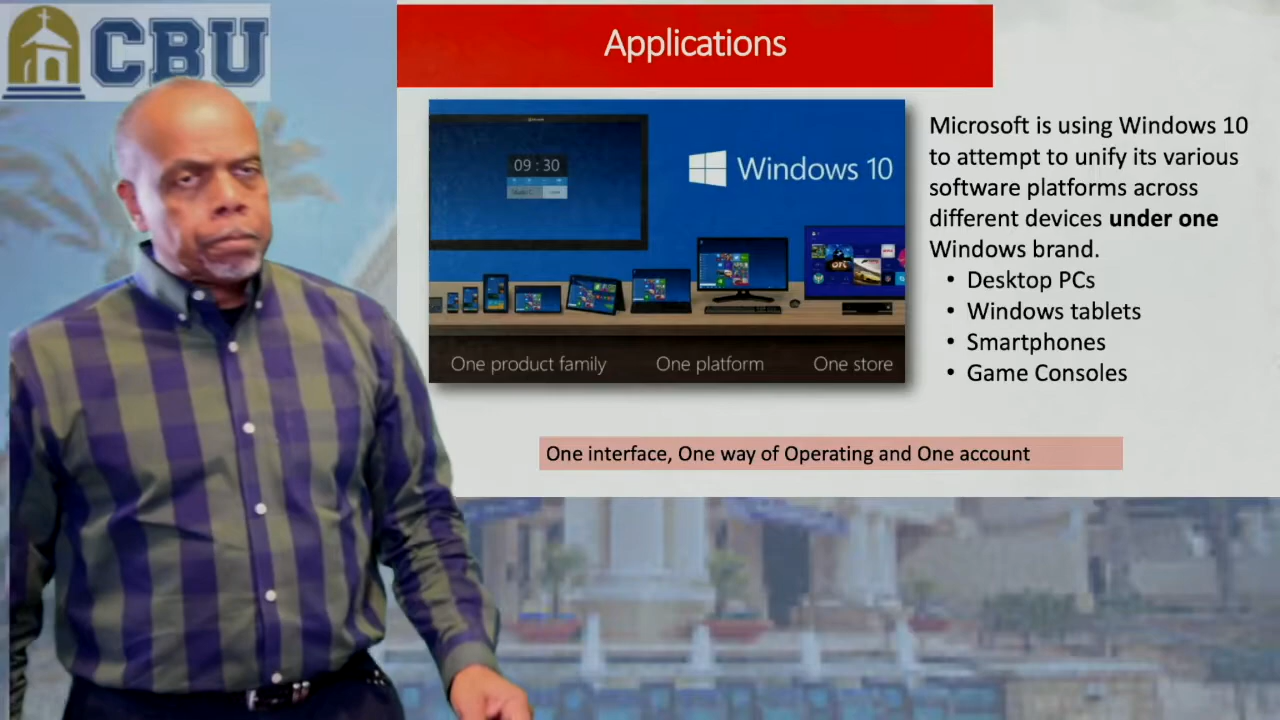 CBU
Applications
09:30
Windows 10
One product family One platform One store
Microsoft is using Windows 10
to attempt to unify its various
software platforms across
different devices under one
Windows brand.
• Desktop PCs
• Windows tablets
• Smartphones
• Game Consoles
One interface, One way of Operating and One account